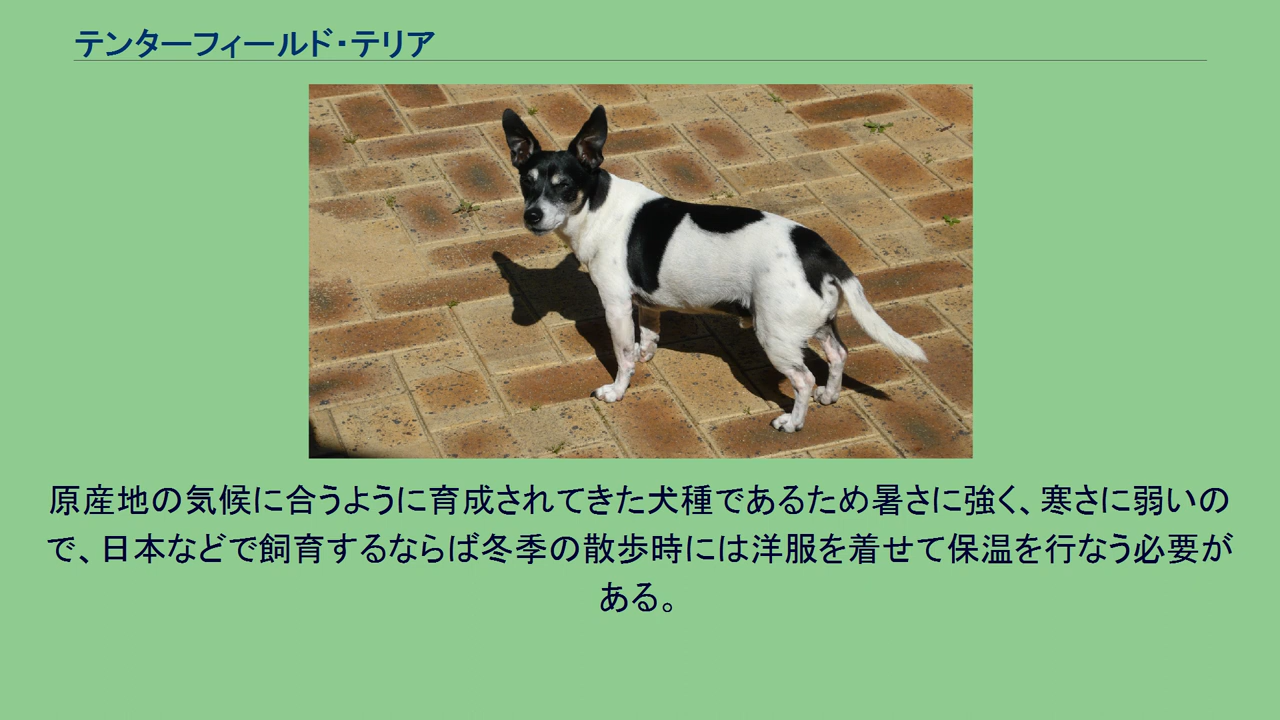 テンターフィールド・テリア
原産地の気候に合うように育成されてきた犬種であるため暑さに強く、寒さに弱いの
で、日本などで飼育するならば冬季の散歩時には洋服を着せて保温を行なう必要が
ある。